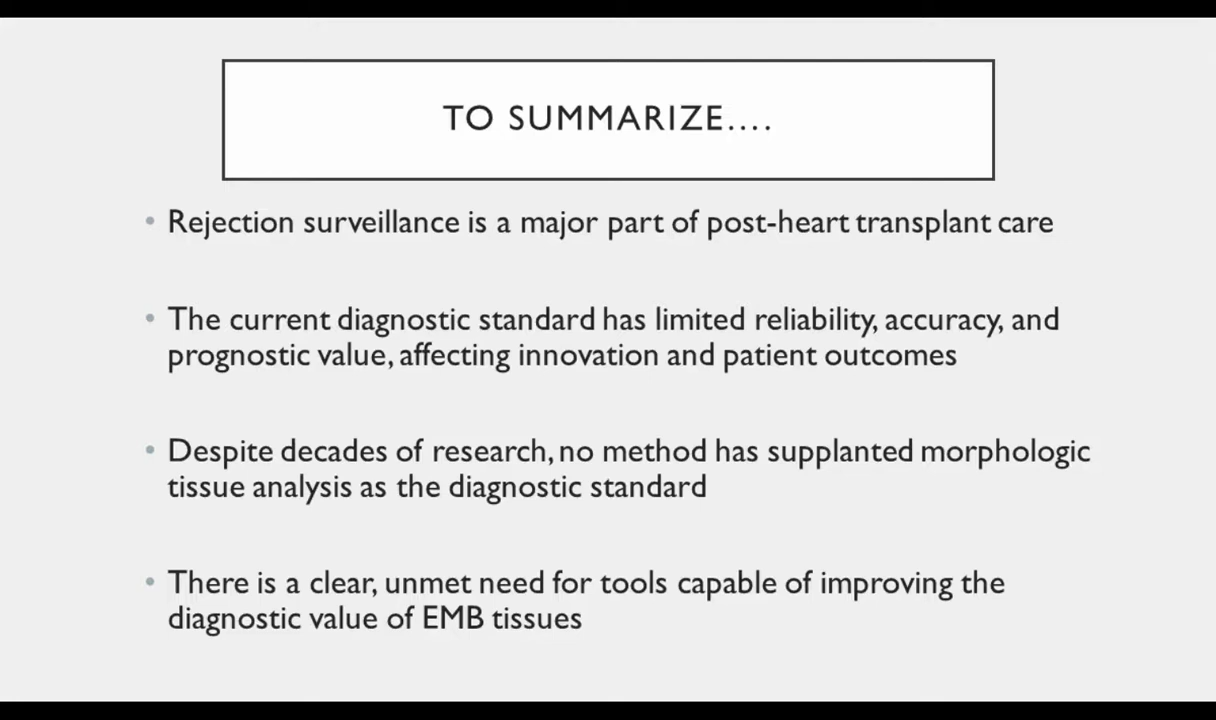 TO SUMMARIZE....
• Rejection surveillance is a major part of post-heart transplant care
• The current diagnostic standard has limited reliability, accuracy, and
prognostic value, affecting innovation and patient outcomes
• Despite decades of research, no method has supplanted morphologic
tissue analysis as the diagnostic standard
• There is a clear, unmet need for tools capable of improving the
diagnostic value of EMB tissues